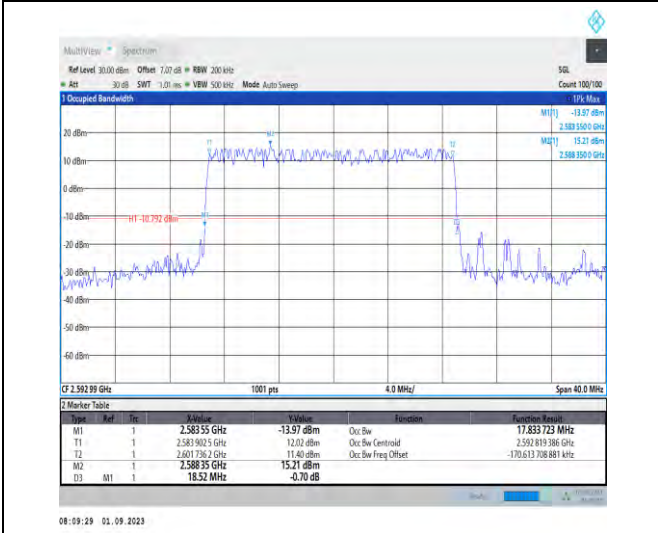 MultiView Spectrum
Ref Level 30.00 dBm Offset 7.07 dB RBW 200 kHz SGL
Att 30 dB SWT 1.01 ms VBW 500 kHz Mode Auto Sweep Count 100/100
1 Occupied Bandwidth 1Pk Max
M1[1] -13.97 dBm
2.583 550 0 GHz
M2[1] 15.21 dBm
2.588 350 0 GHz
20 dBm
M2
T1 T2
10 dBm
0 dBm
-10 dBm H1 -10.792 dBm
M1 D3
-20 dBm
-30 dBm
-40 dBm
-50 dBm
-60 dBm
CF 2.592 99 GHz 1001 pts 4.0 MHz/ Span 40.0 MHz
2 Marker Table
Type Ref Trc X-Value Y-Value Function Function Result
M1 1 2.583 55 GHz -13.97 dBm Occ Bw 17.833 723 MHz
T1 1 2.583 902 5 GHz 12.02 dBm Occ Bw Centroid 2.592 819 386 GHz
T2 1 2.601 736 2 GHz 11.40 dBm Occ Bw Freq Offset -170.613 708 881 kHz
M2 1 2.588 35 GHz 15.21 dBm
D3 M1 1 18.52 MHz -0.70 dB
08:09:29 01.09.2023